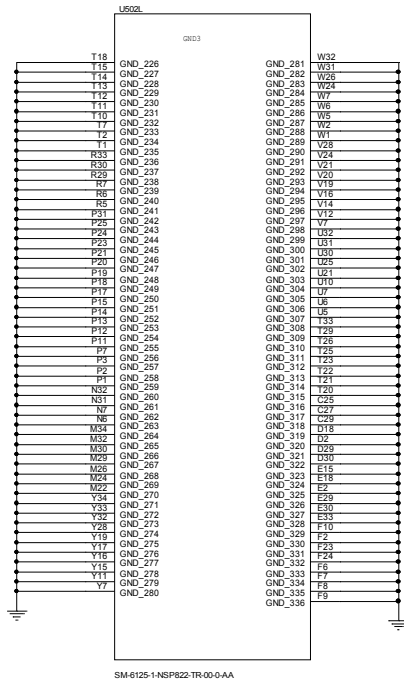 U502L
GND3
T18 GND_226 GND_281 W32
T15 GND_227 GND_282 W31
T14 GND_228 GND_283 W26
T13 GND_229 GND_284 W24
T12 GND_230 GND_285 W7
T11 GND_231 GND_286 W6
T10 GND_232 GND_287 W5
T7 GND_233 GND_288 W2
T2 GND_234 GND_289 W1
T1 GND_235 GND_290 V28
R33 GND_236 GND_291 V24
R30 GND_237 GND_292 V21
R29 GND_238 GND_293 V20
R7 GND_239 GND_294 V19
R6 GND_240 GND_295 V16
R5 GND_241 GND_296 V14
P31 GND_242 GND_297 V12
P25 GND_243 GND_298 V7
P24 GND_244 GND_299 U32
P23 GND_245 GND_300 U31
P21 GND_246 GND_301 U30
P20 GND_247 GND_302 U25
P19 GND_248 GND_303 U21
P18 GND_249 GND_304 U10
P17 GND_250 GND_305 U7
P15 GND_251 GND_306 U6
P14 GND_252 GND_307 U5
P13 GND_253 GND_308 T33
P12 GND_254 GND_309 T29
P11 GND_255 GND_310 T26
P7 GND_256 GND_311 T25
P3 GND_257 GND_312 T23
P2 GND_258 GND_313 T22
P1 GND_259 GND_314 T21
N32 GND_260 GND_315 T20
N31 GND_261 GND_316 C25
N7 GND_262 GND_317 C27
N6 GND_263 GND_318 C29
M34 GND_264 GND_319 D18
M32 GND_265 GND_320 D2
M30 GND_266 GND_321 D29
M29 GND_267 GND_322 D30
M26 GND_268 GND_323 E15
M24 GND_269 GND_324 E18
M22 GND_270 GND_325 E2
Y34 GND_271 GND_326 E29
Y33 GND_272 GND_327 E30
Y32 GND_273 GND_328 E33
Y28 GND_274 GND_329 F10
Y19 GND_275 GND_330 F2
Y17 GND_276 GND_331 F23
Y16 GND_277 GND_332 F24
Y15 GND_278 GND_333 F6
Y11 GND_279 GND_334 F7
Y7 GND_280 GND_335 F8
GND_336 F9
SM-6125-1-NSP822-TR-00-0-AA